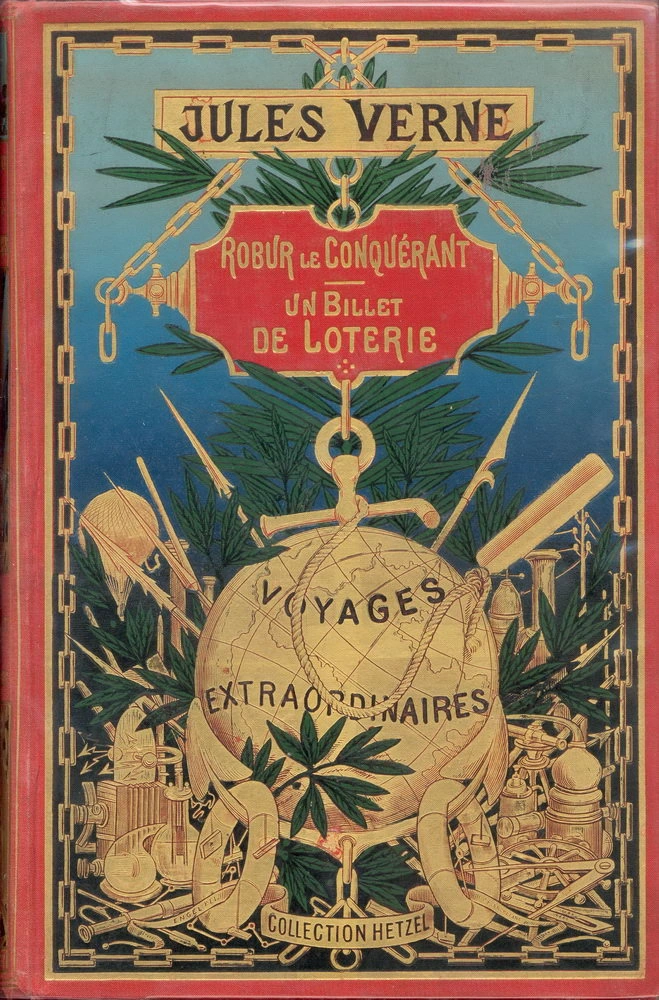 JULES VERNE
ROBUR LE CONQUÉRANT
UN BILLET
DE LOTERIE
VOYAGES
EXTRAORDINAIRES
COLLECTION HETZEL